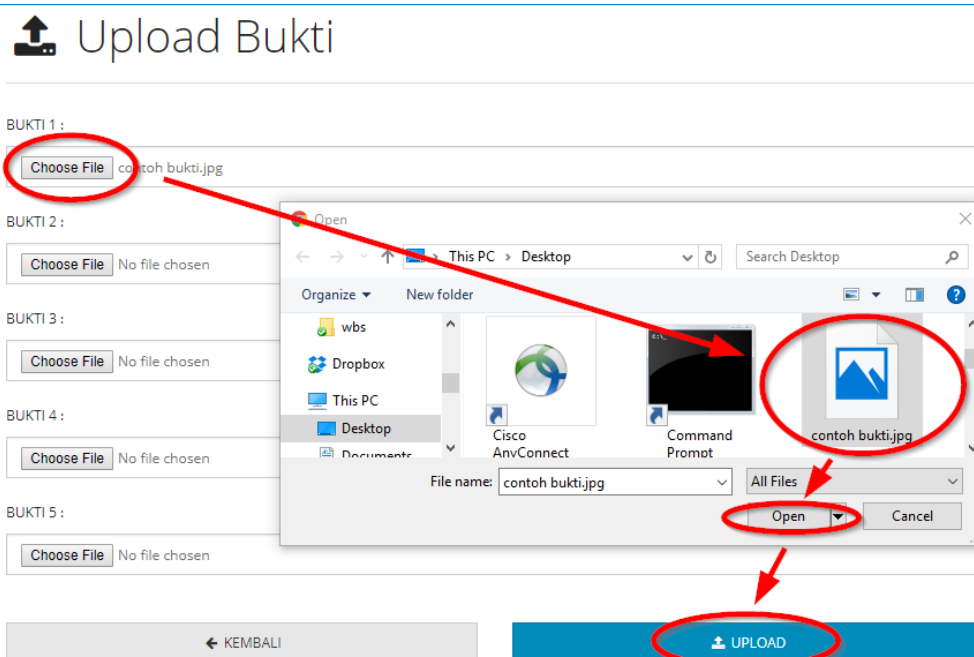 Upload Bukti
BUKTI 1 :
Choose File contoh bukti.jpg
BUKTI 2 :
Choose File No file chosen
BUKTI 3 :
Choose File No file chosen
BUKTI 4 :
Choose File No file chosen
BUKTI 5 :
Choose File No file chosen
KEMBALI
UPLOAD
Open
This PC > Desktop
Search Desktop
Organize
New folder
wbs
Dropbox
This PC
Desktop
Documents
Cisco
AnyConnect
Command
Prompt
contoh bukti.jpg
File name: contoh bukti.jpg
All Files
Open
Cancel